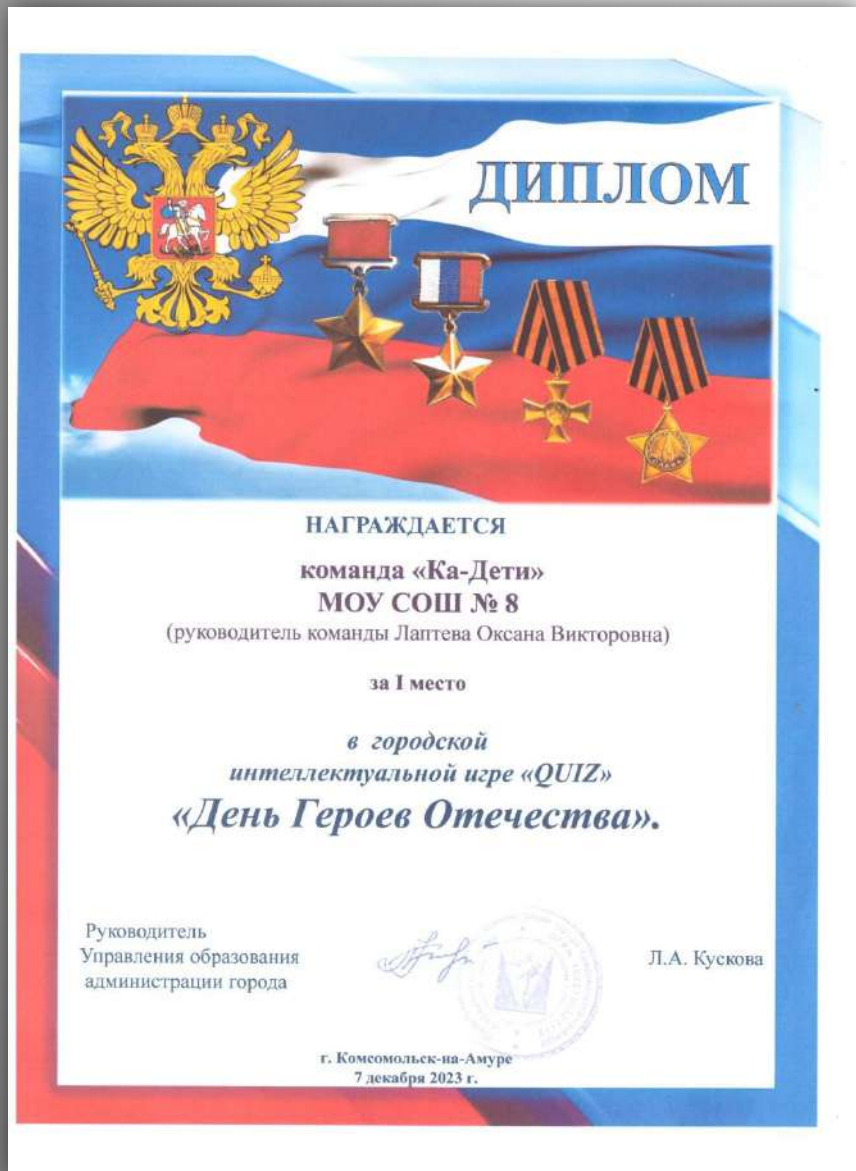 ДИПЛОМ
НАГРАЖДАЕТСЯ
команда «Ка-Дети»
МОУ СОШ № 8
(руководитель команды Лаптева Оксана Викторовна)
за I место
в городской
интеллектуальной игре «QUIZ»
«День Героев Отечества».
Руководитель
Управления образования
администрации города
Л.А. Кускова
г. Комсомольск-на-Амуре
7 декабря 2023 г.